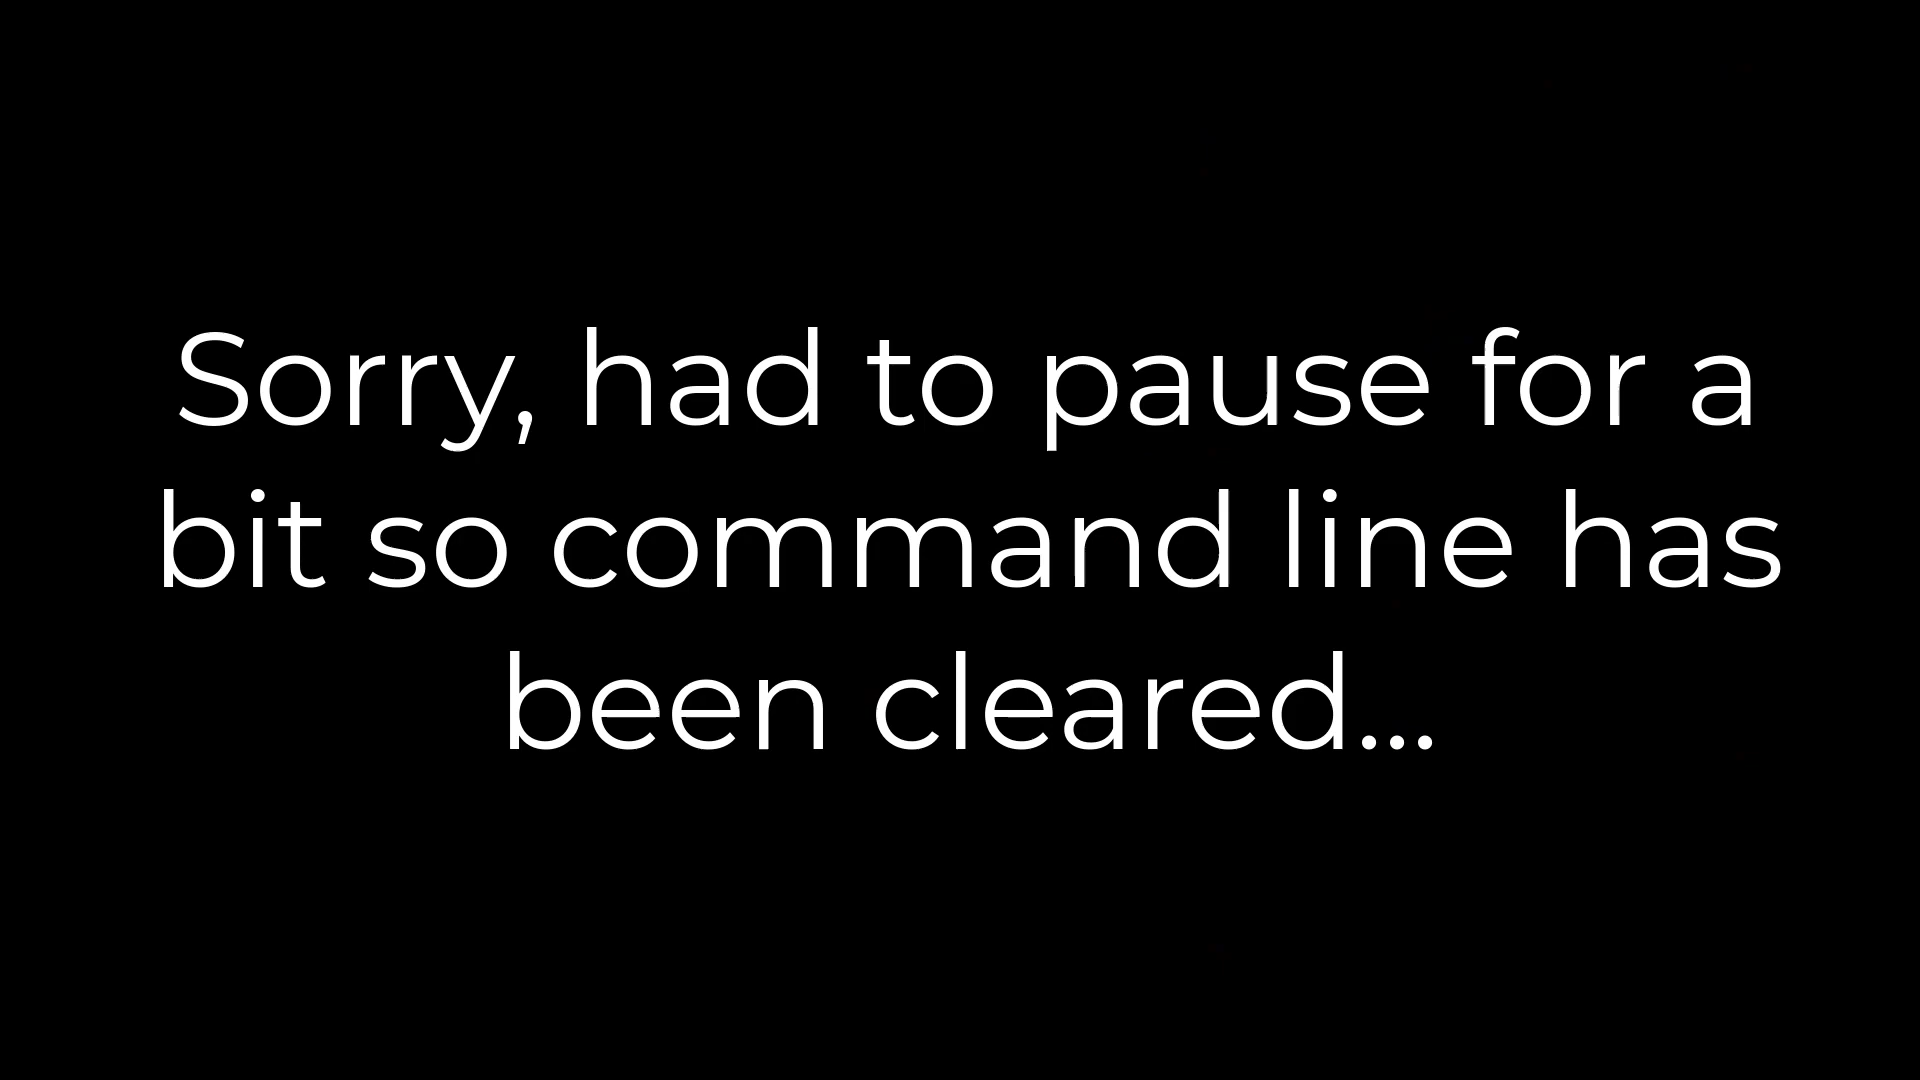 Sorry, had to pause for a
bit so command line has
been cleared...